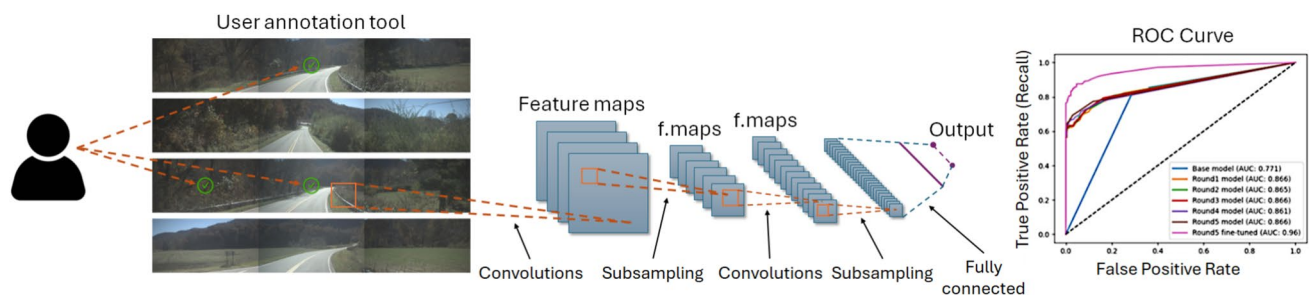 User annotation tool
Feature maps
f.maps
f.maps
Output
Convolutions
Subsampling
Convolutions
Subsampling
Fully
connected
ROC Curve
True Positive Rate (Recall)
1.0
0.8
0.6
0.4
0.2
0.0
Base model (AUC: 0.771)
Round1 model (AUC: 0.866)
Round2 model (AUC: 0.865)
Round3 model (AUC: 0.866)
Round4 model (AUC: 0.861)
Round5 model (AUC: 0.866)
Round5 fine-tuned (AUC: 0.96)
0.0 0.2 0.4 0.6 0.8 1.0
False Positive Rate